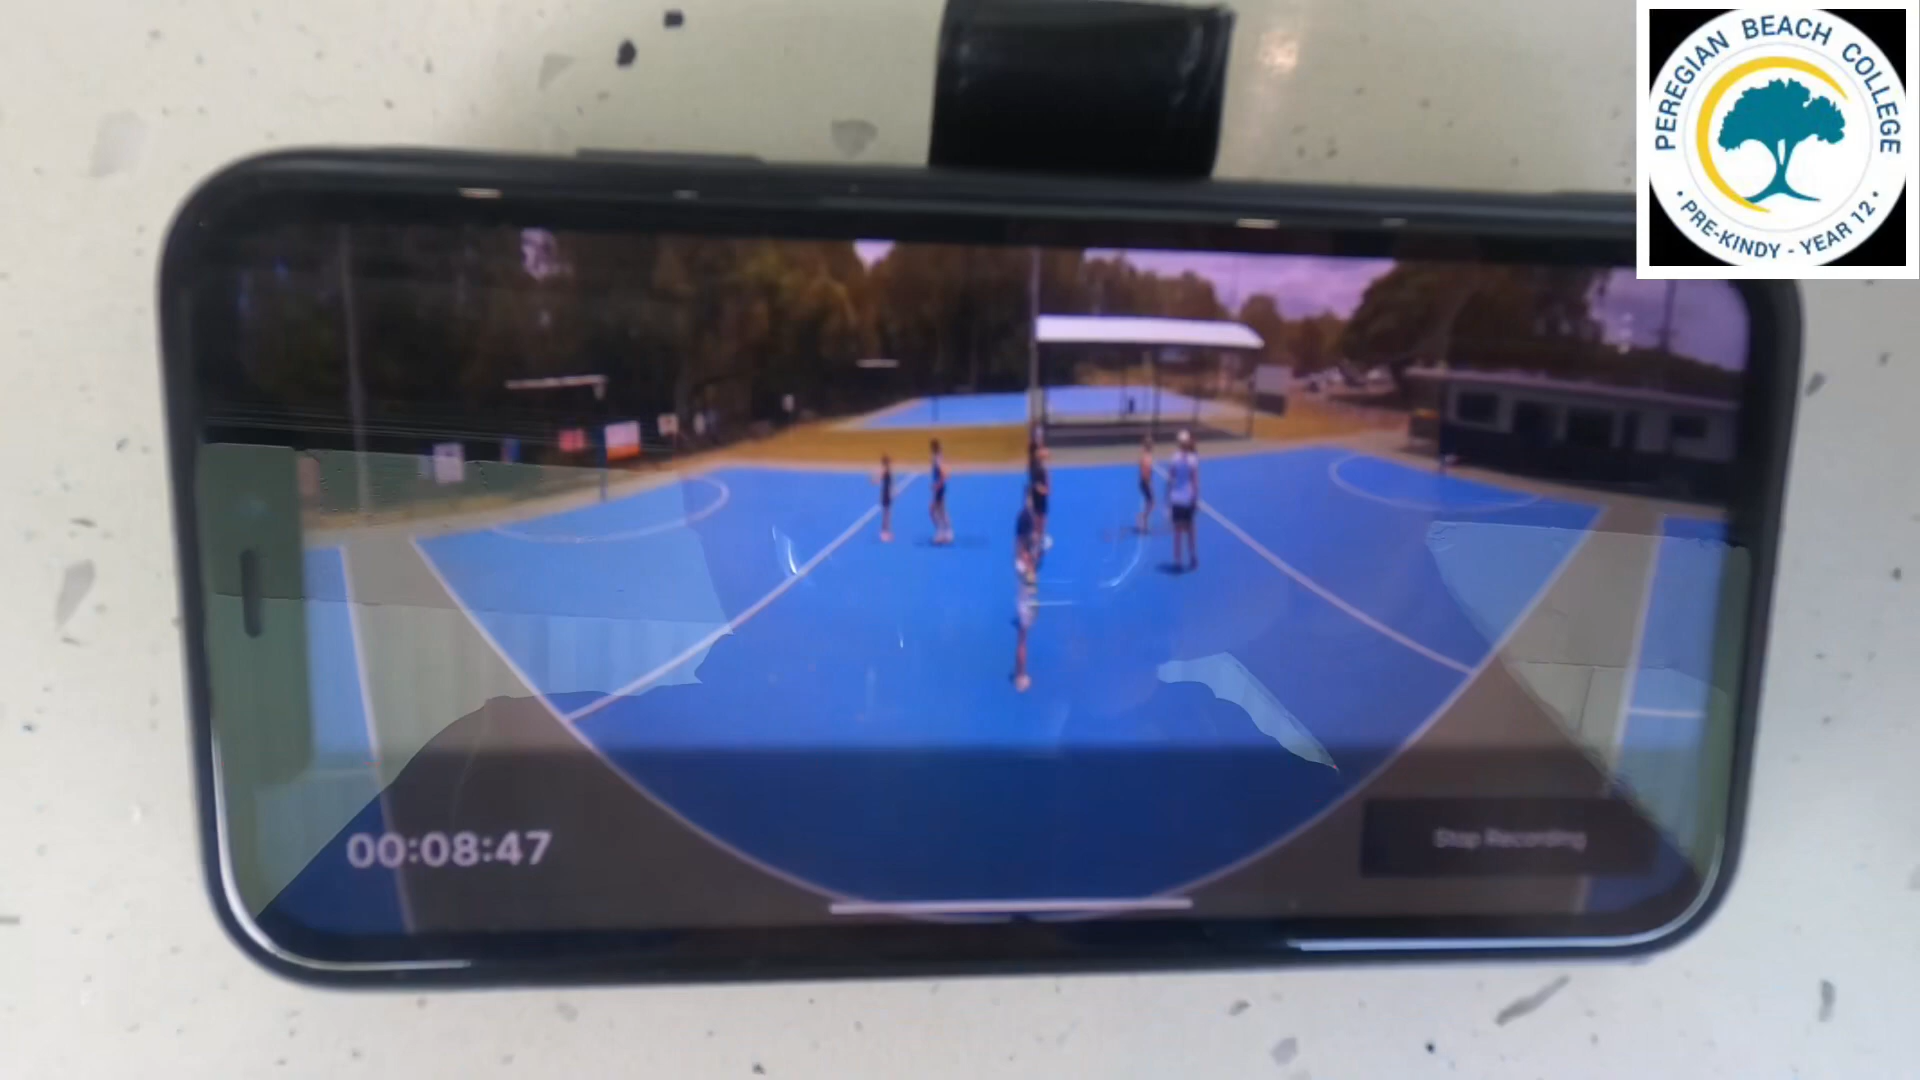 PEREGIAN BEACH COLLEGE
• PRE-KINDY - YEAR 12 •
00:08:47
Stop Recording